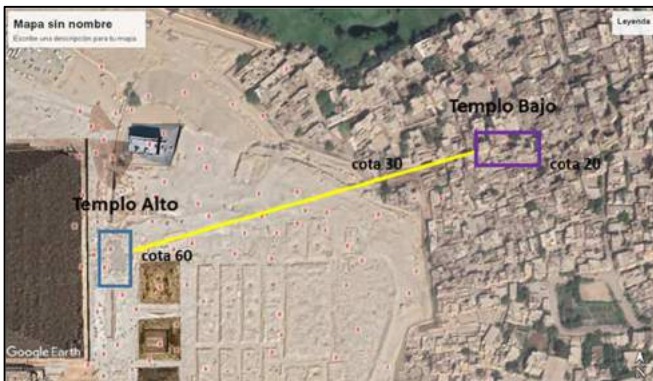 Mapa sin nombre
Escribe una descripción para tu mapa.
Leyenda
Templo Bajo
cota 30
cota 20
Templo Alto
cota 60
Google Earth